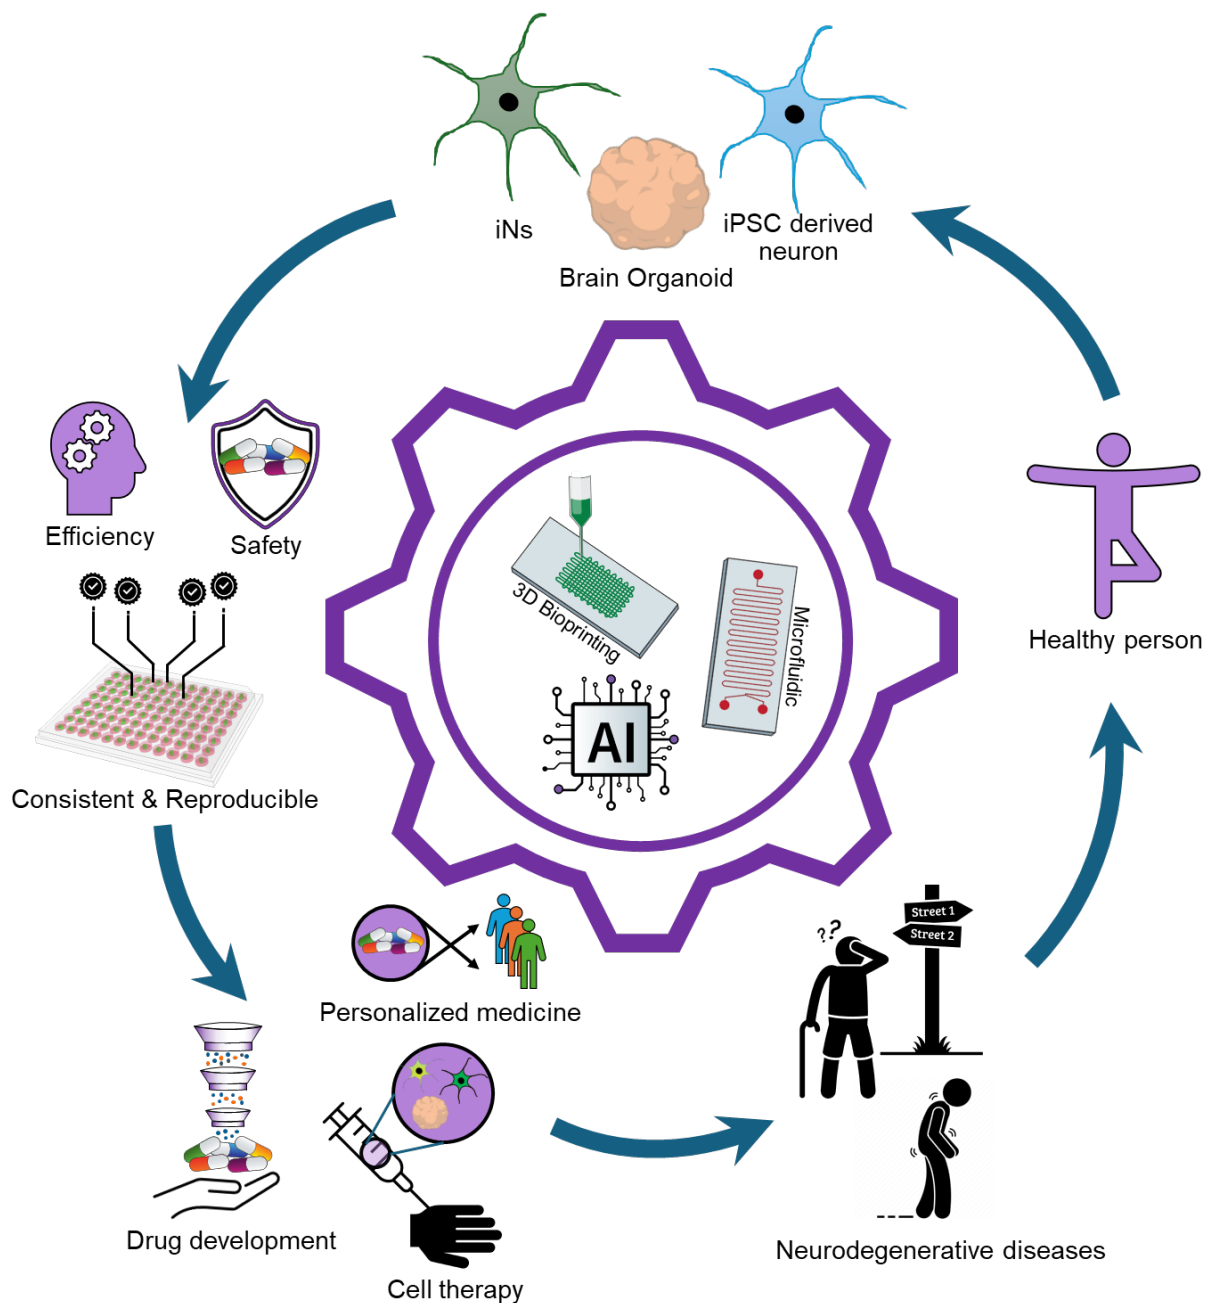 iNs
iPSC derived
neuron
Brain Organoid
Efficiency
Safety
3D Bioprinting
Microfluidic
AI
Healthy person
Consistent & Reproducible
Street 1
Street 2
??
Personalized medicine
Drug development
Cell therapy
Neurodegenerative diseases